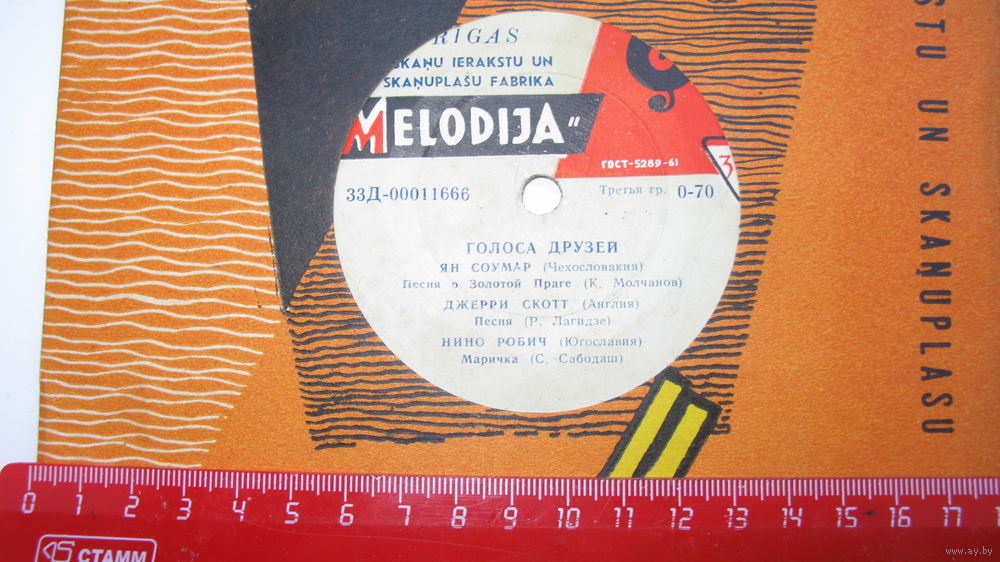 RĪGAS
SKAŅU IERAKSTU UN
SKAŅUPLAŠU FABRIKA
MELODIJA"
ГОСТ-5289-61
3
33Д-00011666
Третья гр. 0-70
ГОЛОСА ДРУЗЕЙ
ЯН СОУМАР (Чехословакия)
Песня о Золотой Праге (К. Молчанов)
ДЖЕРРИ СКОТТ (Англия)
Песня (Р. Лагидзе)
НИНО РОБИЧ (Югославия)
Маричка (С. Сабодаш)
STU UN SKAŅUPLAŠU
0 1 2 3 4 5 6 7 8 9 10 11 12 13 14 15 16 17
СТАММ
www.ay.by